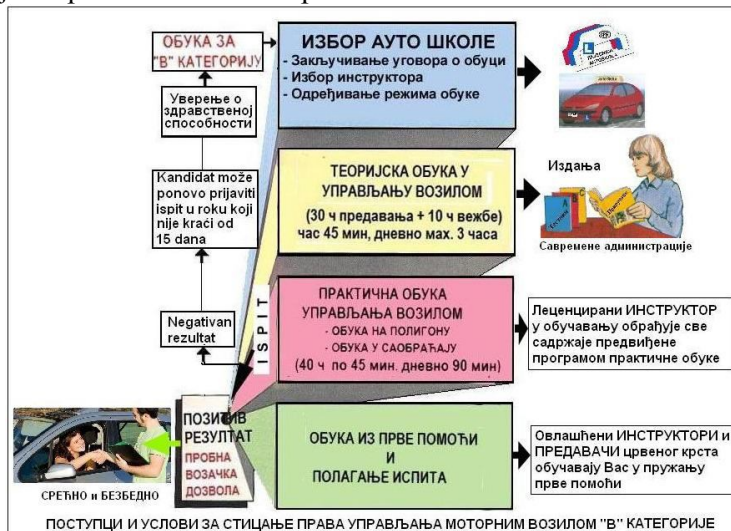 ОБУКА ЗА
"В" КАТЕГОРИЈУ
ИЗБОР АУТО ШКОЛЕ
- Закључивање уговора о обуци
- Избор инструктора
- Одређивање режима обуке
Уверење о
здравственој
способности
ТЕОРИЈСКА ОБУКА У
УПРАВЉАЊУ ВОЗИЛОМ
(30 ч предавања + 10 ч вежбе)
час 45 мин, дневно мах. 3 часа
Издања
Савремене администрације
Kandidat može
ponovo prijaviti
ispit u roku koji
nije kraći od
15 dana
ПРАКТИЧНА ОБУКА
УПРАВЉАЊА ВОЗИЛОМ
- ОБУКА НА ПОЛИГОНУ
- ОБУКА У САОБРАЋАЈУ
(40 ч по 45 мин. дневно 90 мин)
Леценцирани ИНСТРУКТОР
у обучавању обрађује све
садржаје предвиђене
програмом практичне обуке
Negativan
rezultat
ISPIT
ПОЗИТИВ
РЕЗУЛТАТ
ПРОБНА
ВОЗАЧКА
ДОЗВОЛА
ОБУКА ИЗ ПРВЕ ПОМОЋИ
И
ПОЛАГАЊЕ ИСПИТА
Овлашћени ИНСТРУКТОРИ и
ПРЕДАВАЧИ црвеног крста
обучавају Вас у пружању
прве помоћи
СРЕЋНО и БЕЗБЕДНО
ПОСТУПЦИ И УСЛОВИ ЗА СТИЦАЊЕ ПРАВА УПРАВЉАЊА МОТОРНИМ ВОЗИЛОМ "В" КАТЕГОРИЈЕ